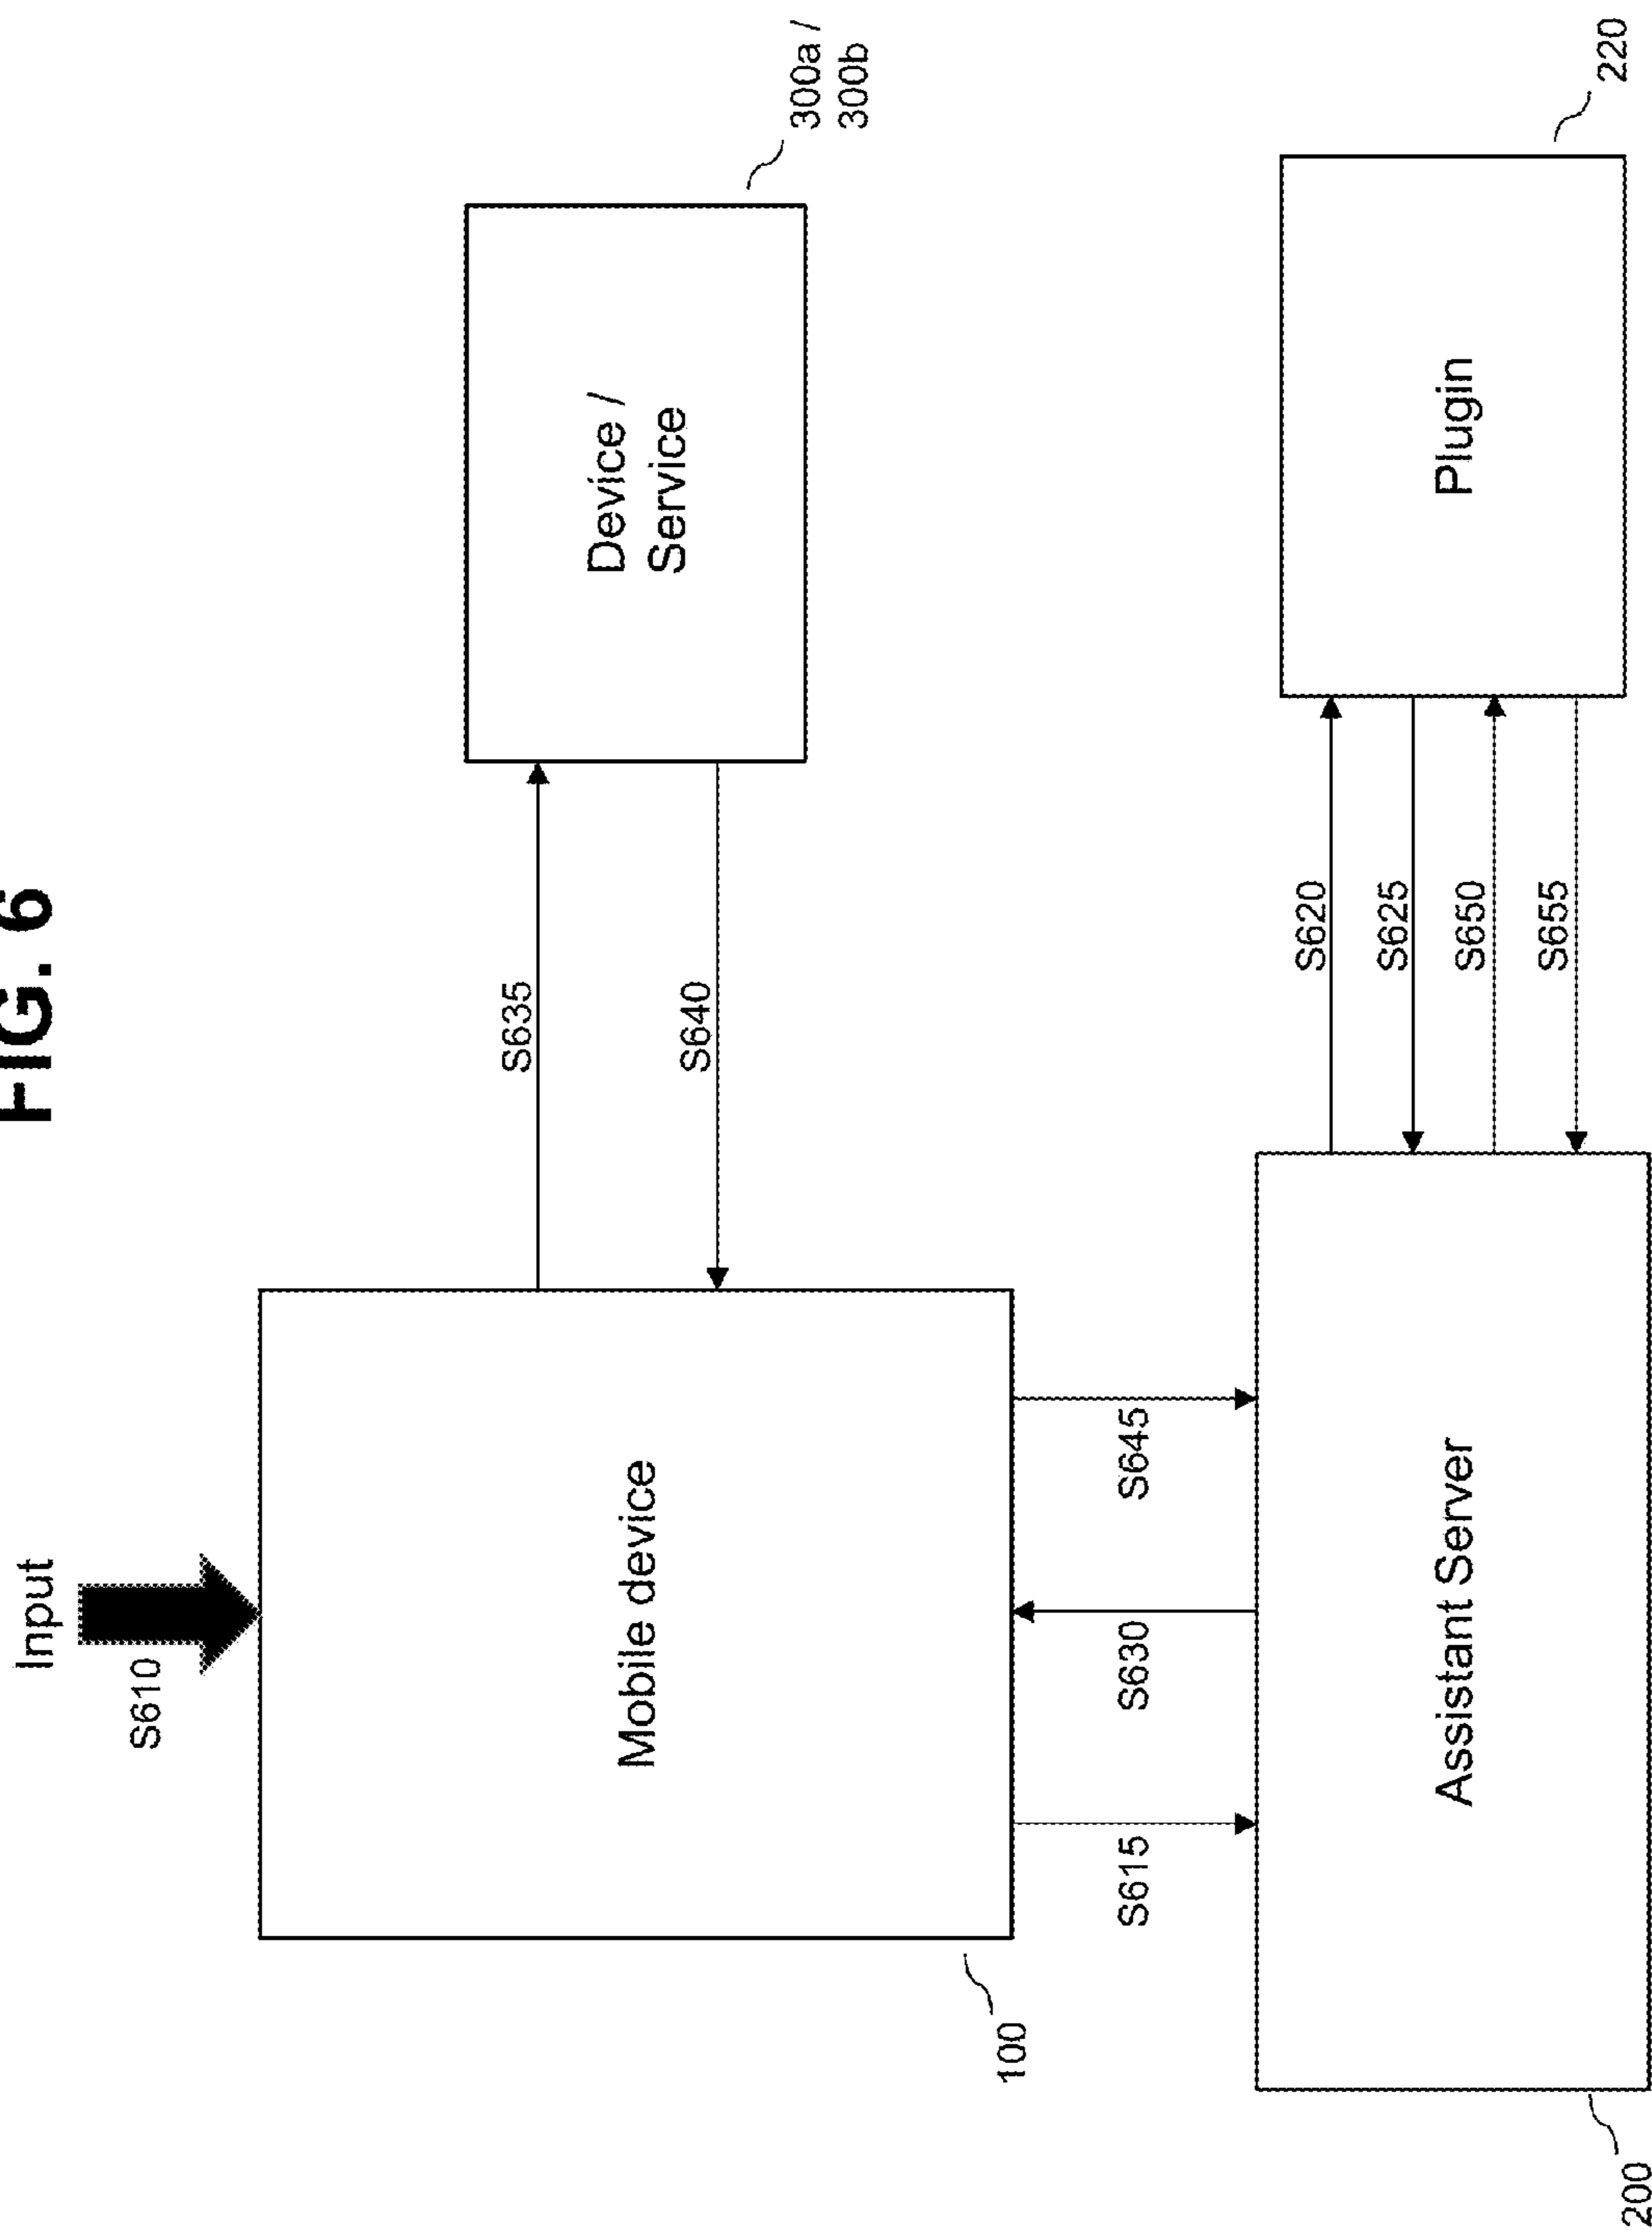 FIG. 6
Input
S610
Mobile device
100
S635
S640
Device /
Service
300a /
300b
S615
S630
S645
Assistant Server
200
S620
S625
S650
S655
Plugin
220